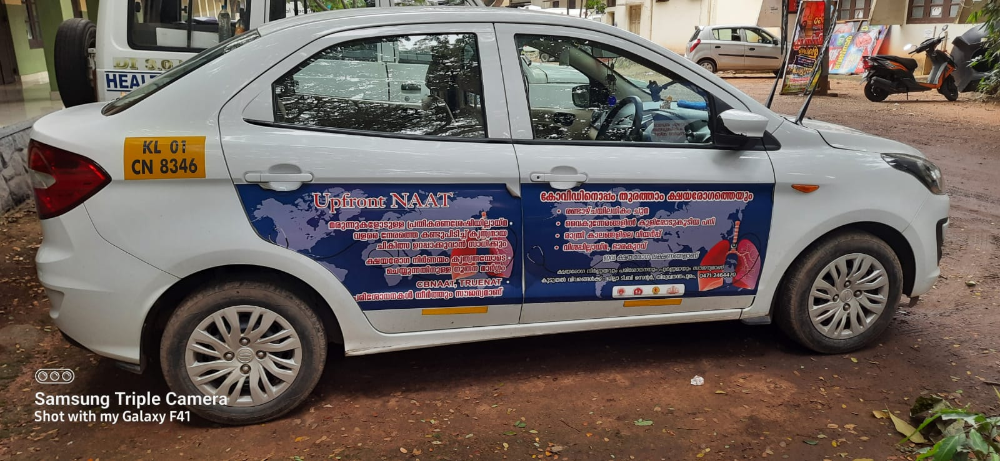 DI 3.0
HEAL
KL 01
CN 8346
Upfront NAAT
മരുന്നുകളോടുള്ള പ്രതികരണശേഷിയില്ലായ്മ •
വളരെ നേരത്തെ കണ്ടുപിടിച്ച് കൃത്യമായ
ചികിത്സ ഉറപ്പാക്കുവാൻ സാധിക്കും
ക്ഷയരോഗ നിർണയം കൃത്യതയോടെ •
ചെയ്യുന്നതിനുള്ള നൂതന മാർഗ്ഗം
CBNAAT, TRUENAT •
പരിശോധനകൾ തീർത്തും സൗജന്യമാണ്
കോവിഡിനൊപ്പം തുരത്താം ക്ഷയരോഗത്തെയും
• രണ്ടാഴ്ചയിലധികം ചുമ
• വൈകുന്നേരങ്ങളിൽ കുളിരോടുകൂടിയ പനി
• രാത്രി കാലങ്ങളിലെ വിയർപ്പ്
• വിശപ്പില്ലായ്മ, ഭാരക്കുറവ്
ഇവ ക്ഷയരോഗ ലക്ഷണങ്ങളാണ്
ക്ഷയരോഗ നിർണ്ണയവും പരിശോധനയും പൂർണ്ണമായും സൗജന്യമാണ്
കൂടുതൽ വിവരങ്ങൾക്ക് : ജില്ലാ ടി.ബി സെന്റർ, തിരുവനന്തപുരം, 0471-2464470
Samsung Triple Camera
Shot with my Galaxy F41